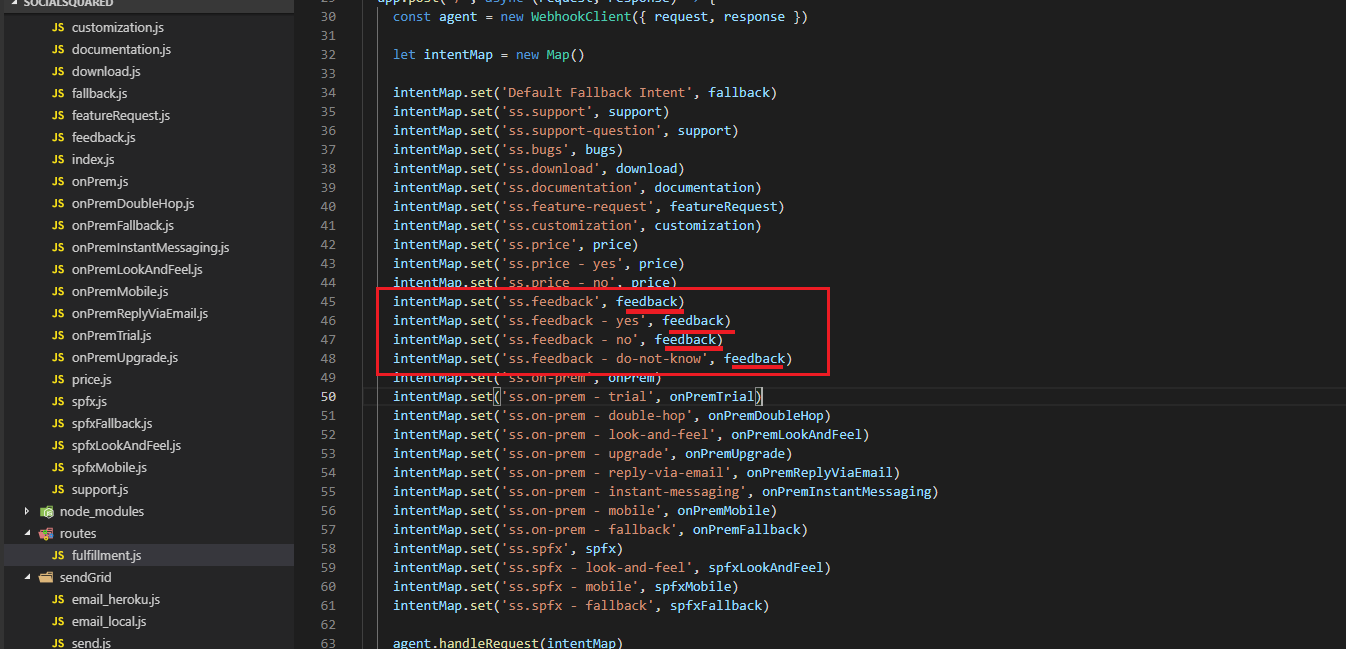 SOCIALSQUARED
JS customization.js
JS documentation.js
JS download.js
JS fallback.js
JS featureRequest.js
JS feedback.js
JS index.js
JS onPrem.js
JS onPremDoubleHop.js
JS onPremFallback.js
JS onPremInstantMessaging.js
JS onPremLookAndFeel.js
JS onPremMobile.js
JS onPremReplyViaEmail.js
JS onPremTrial.js
JS onPremUpgrade.js
JS price.js
JS spfx.js
JS spfxFallback.js
JS spfxLookAndFeel.js
JS spfxMobile.js
JS support.js
node_modules
routes
JS fulfillment.js
sendGrid
JS email_heroku.js
JS email_local.js
JS send.js
29 app.post('/', async (request, response) => {
30 const agent = new WebhookClient({ request, response })
31
32 let intentMap = new Map()
33
34 intentMap.set('Default Fallback Intent', fallback)
35 intentMap.set('ss.support', support)
36 intentMap.set('ss.support-question', support)
37 intentMap.set('ss.bugs', bugs)
38 intentMap.set('ss.download', download)
39 intentMap.set('ss.documentation', documentation)
40 intentMap.set('ss.feature-request', featureRequest)
41 intentMap.set('ss.customization', customization)
42 intentMap.set('ss.price', price)
43 intentMap.set('ss.price - yes', price)
44 intentMap.set('ss.price - no', price)
45 intentMap.set('ss.feedback', feedback)
46 intentMap.set('ss.feedback - yes', feedback)
47 intentMap.set('ss.feedback - no', feedback)
48 intentMap.set('ss.feedback - do-not-know', feedback)
49 intentMap.set('ss.on-prem', onPrem)
50 intentMap.set('ss.on-prem - trial', onPremTrial)
51 intentMap.set('ss.on-prem - double-hop', onPremDoubleHop)
52 intentMap.set('ss.on-prem - look-and-feel', onPremLookAndFeel)
53 intentMap.set('ss.on-prem - upgrade', onPremUpgrade)
54 intentMap.set('ss.on-prem - reply-via-email', onPremReplyViaEmail)
55 intentMap.set('ss.on-prem - instant-messaging', onPremInstantMessaging)
56 intentMap.set('ss.on-prem - mobile', onPremMobile)
57 intentMap.set('ss.on-prem - fallback', onPremFallback)
58 intentMap.set('ss.spfx', spfx)
59 intentMap.set('ss.spfx - look-and-feel', spfxLookAndFeel)
60 intentMap.set('ss.spfx - mobile', spfxMobile)
61 intentMap.set('ss.spfx - fallback', spfxFallback)
62
63 agent.handleRequest(intentMap)